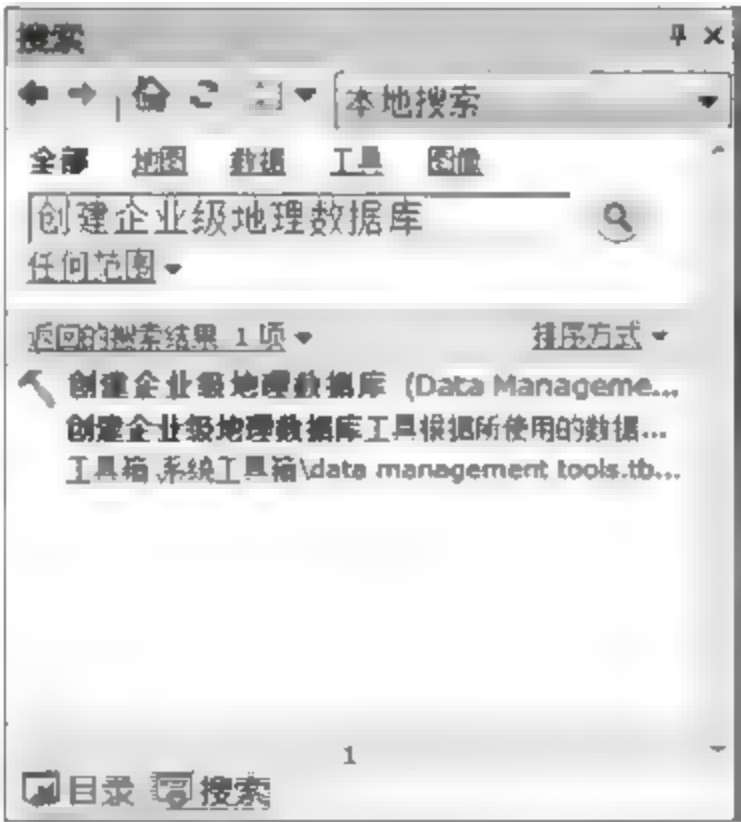 搜索
本地搜索
全部 地图 数据 工具 图像
创建企业级地理数据库
任何范围
返回的搜索结果 1 项 排序方式
创建企业级地理数据库 (Data Manageme...
创建企业级地理数据库工具根据所使用的数据...
工具箱\系统工具箱\data management tools.tb...
1
目录 搜索